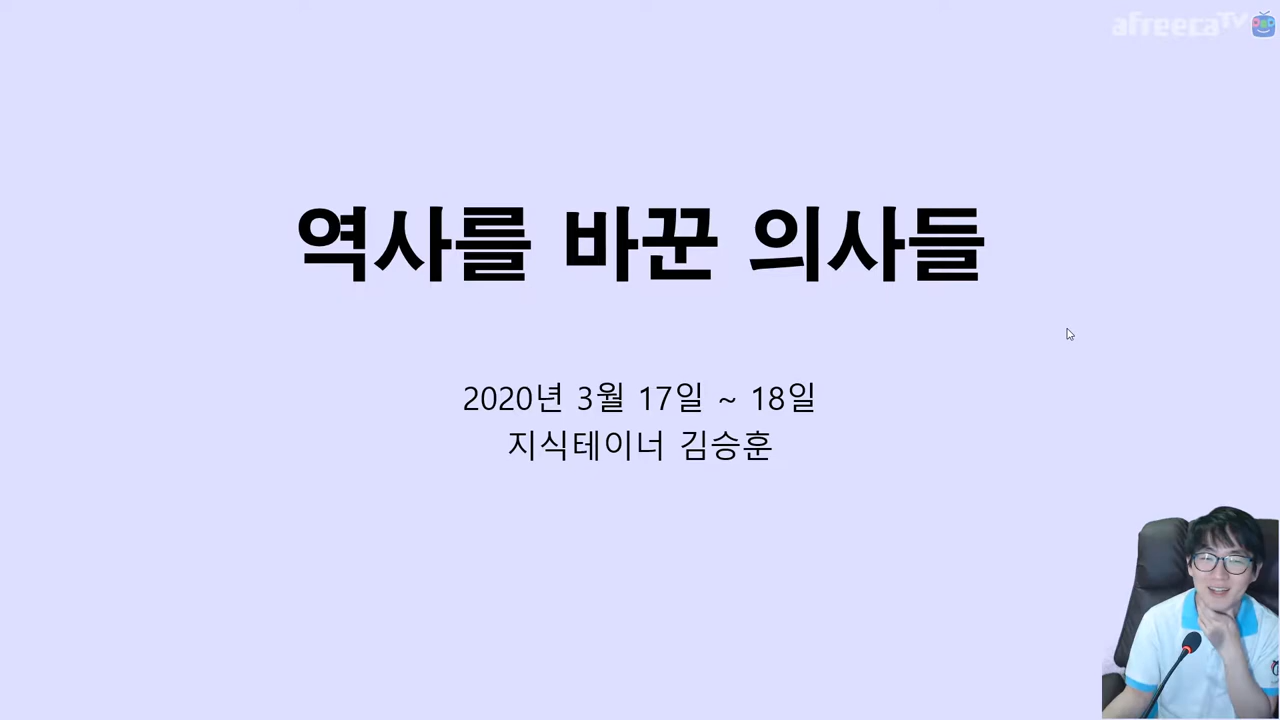 afreecaTV
역사를 바꾼 의사들
2020년 3월 17일 ~ 18일
지식테이너 김승훈